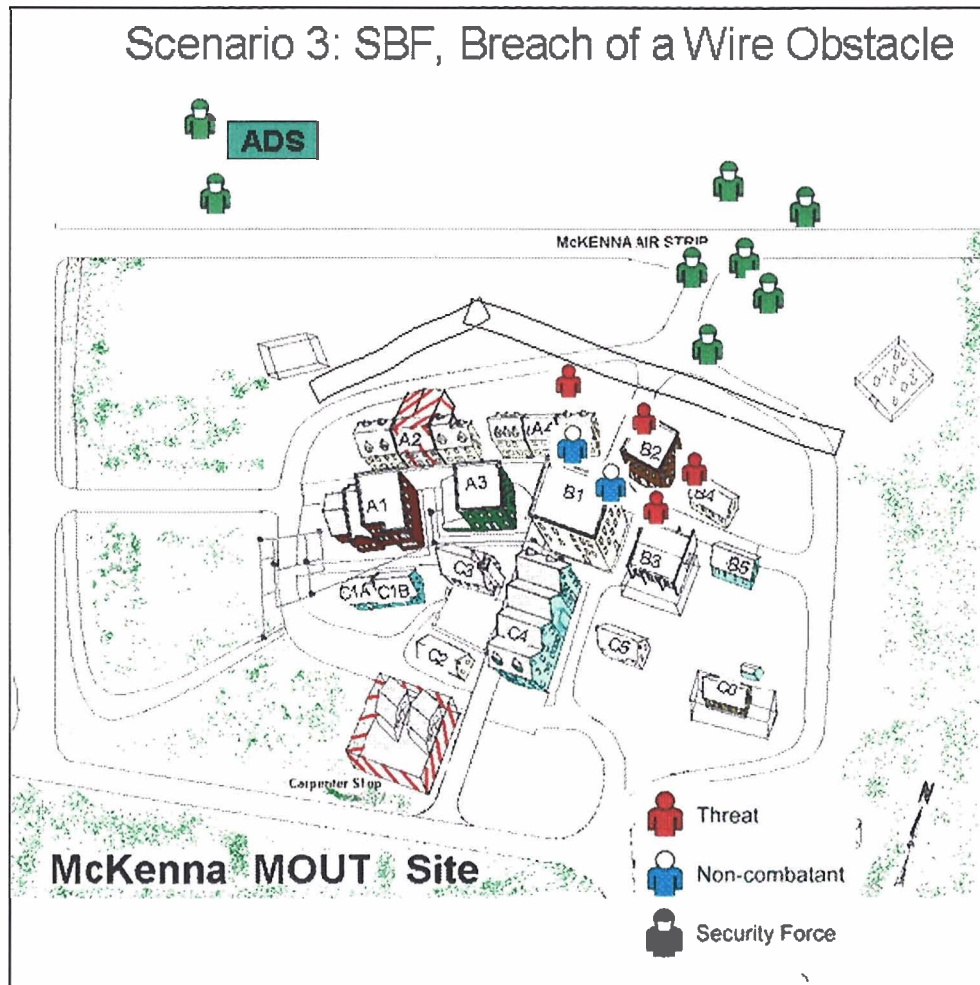 Scenario 3: SBF, Breach of a Wire Obstacle
ADS
McKENNA AIR STRIP
A2
A4
B2
B1
B4
A1
A3
B3
B5
C3
C1A C1B
C4
C2
C5
C6
Carpenter Shop
N
McKenna MOUT Site
Threat
Non-combatant
Security Force